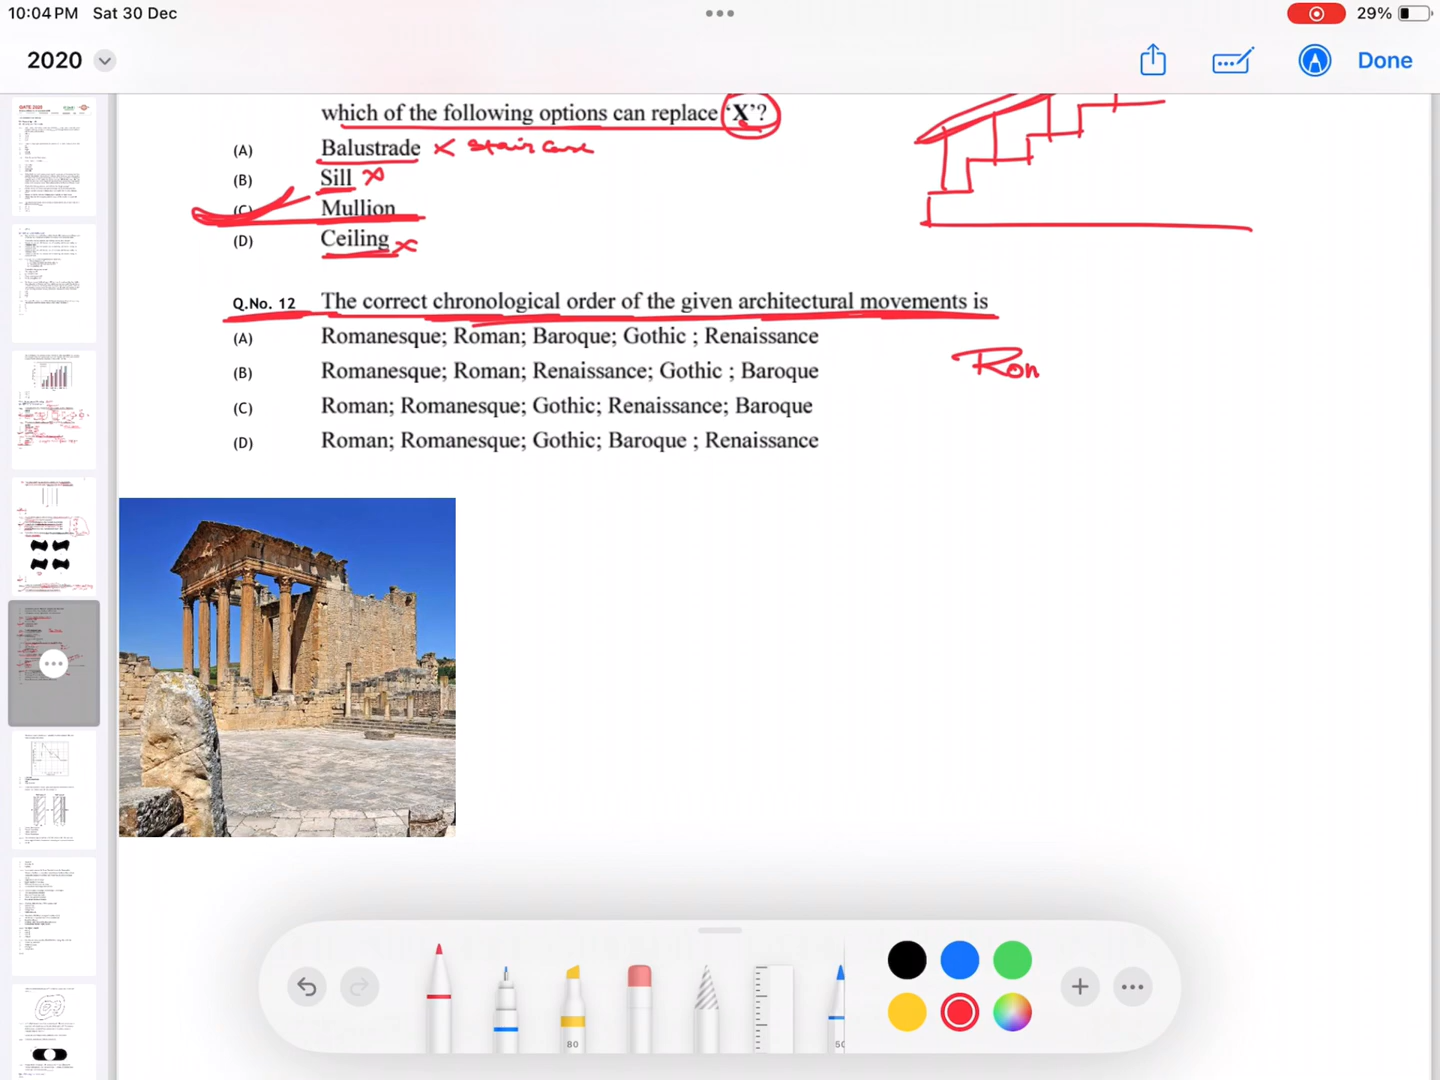 10:04 PM Sat 30 Dec
29%
2020
Done
which of the following options can replace 'X'?
(A) Balustrade × stair case
(B) Sill ×
(C) Mullion
(D) Ceiling ×
Q.No. 12 The correct chronological order of the given architectural movements is
(A) Romanesque; Roman; Baroque; Gothic ; Renaissance
(B) Romanesque; Roman; Renaissance; Gothic ; Baroque
(C) Roman; Romanesque; Gothic; Renaissance; Baroque
(D) Roman; Romanesque; Gothic; Baroque ; Renaissance
Rom
80
50